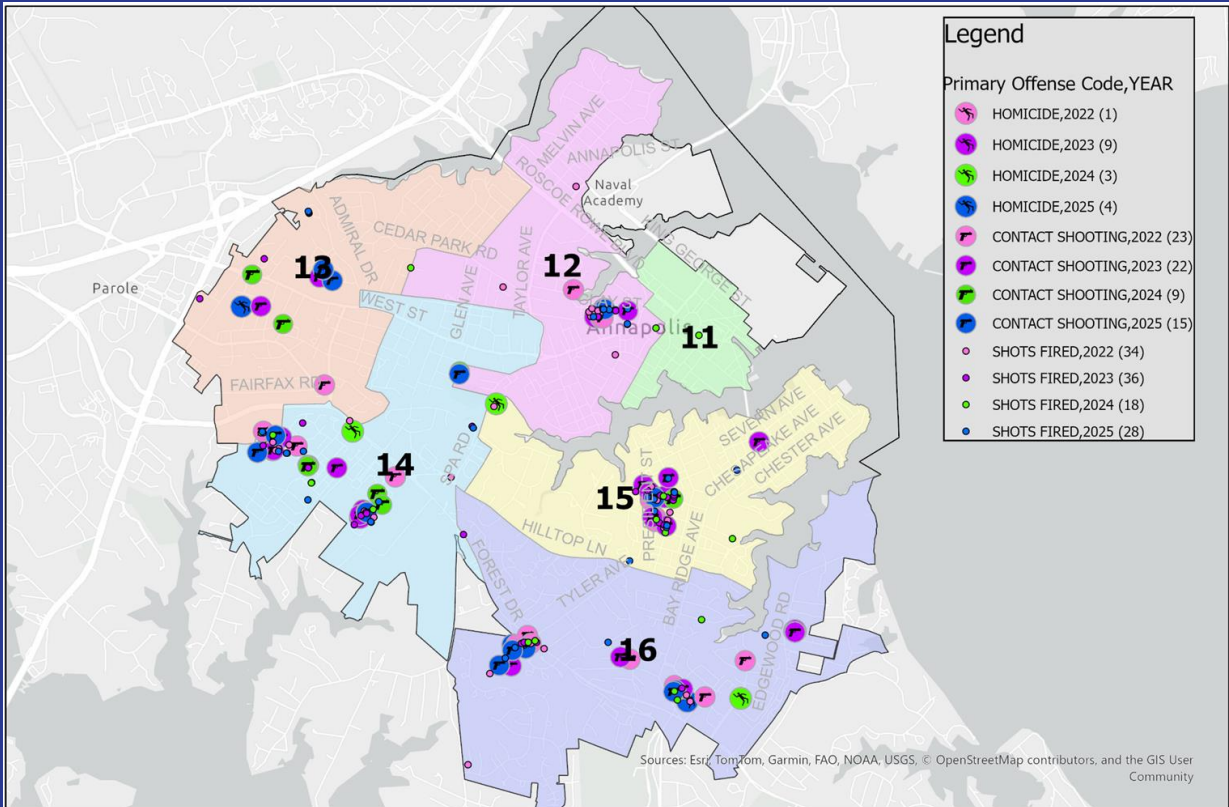 Legend
Primary Offense Code,YEAR
HOMICIDE,2022 (1)
HOMICIDE,2023 (9)
HOMICIDE,2024 (3)
HOMICIDE,2025 (4)
CONTACT SHOOTING,2022 (23)
CONTACT SHOOTING,2023 (22)
CONTACT SHOOTING,2024 (9)
CONTACT SHOOTING,2025 (15)
SHOTS FIRED,2022 (34)
SHOTS FIRED,2023 (36)
SHOTS FIRED,2024 (18)
SHOTS FIRED,2025 (28)
MELVIN AVE
ANNAPOLIS ST
Naval
Academy
ADMIRAL DR
CEDAR PARK RD
TAYLOR AVE
KING GEORGE ST
13
12
Parole
WEST ST
GLEN AVE
Annapolis
11
FAIRFAX RD
SEVERN AVE
CHESAPEAKE AVE
CHESTER AVE
14
SPA RD
15
HILLTOP LN
BAY RIDGE AVE
FOREST DR
TYLER AVE
EDGEWOOD RD
16
Sources: Esri, TomTom, Garmin, FAO, NOAA, USGS, © OpenStreetMap contributors, and the GIS User
Community